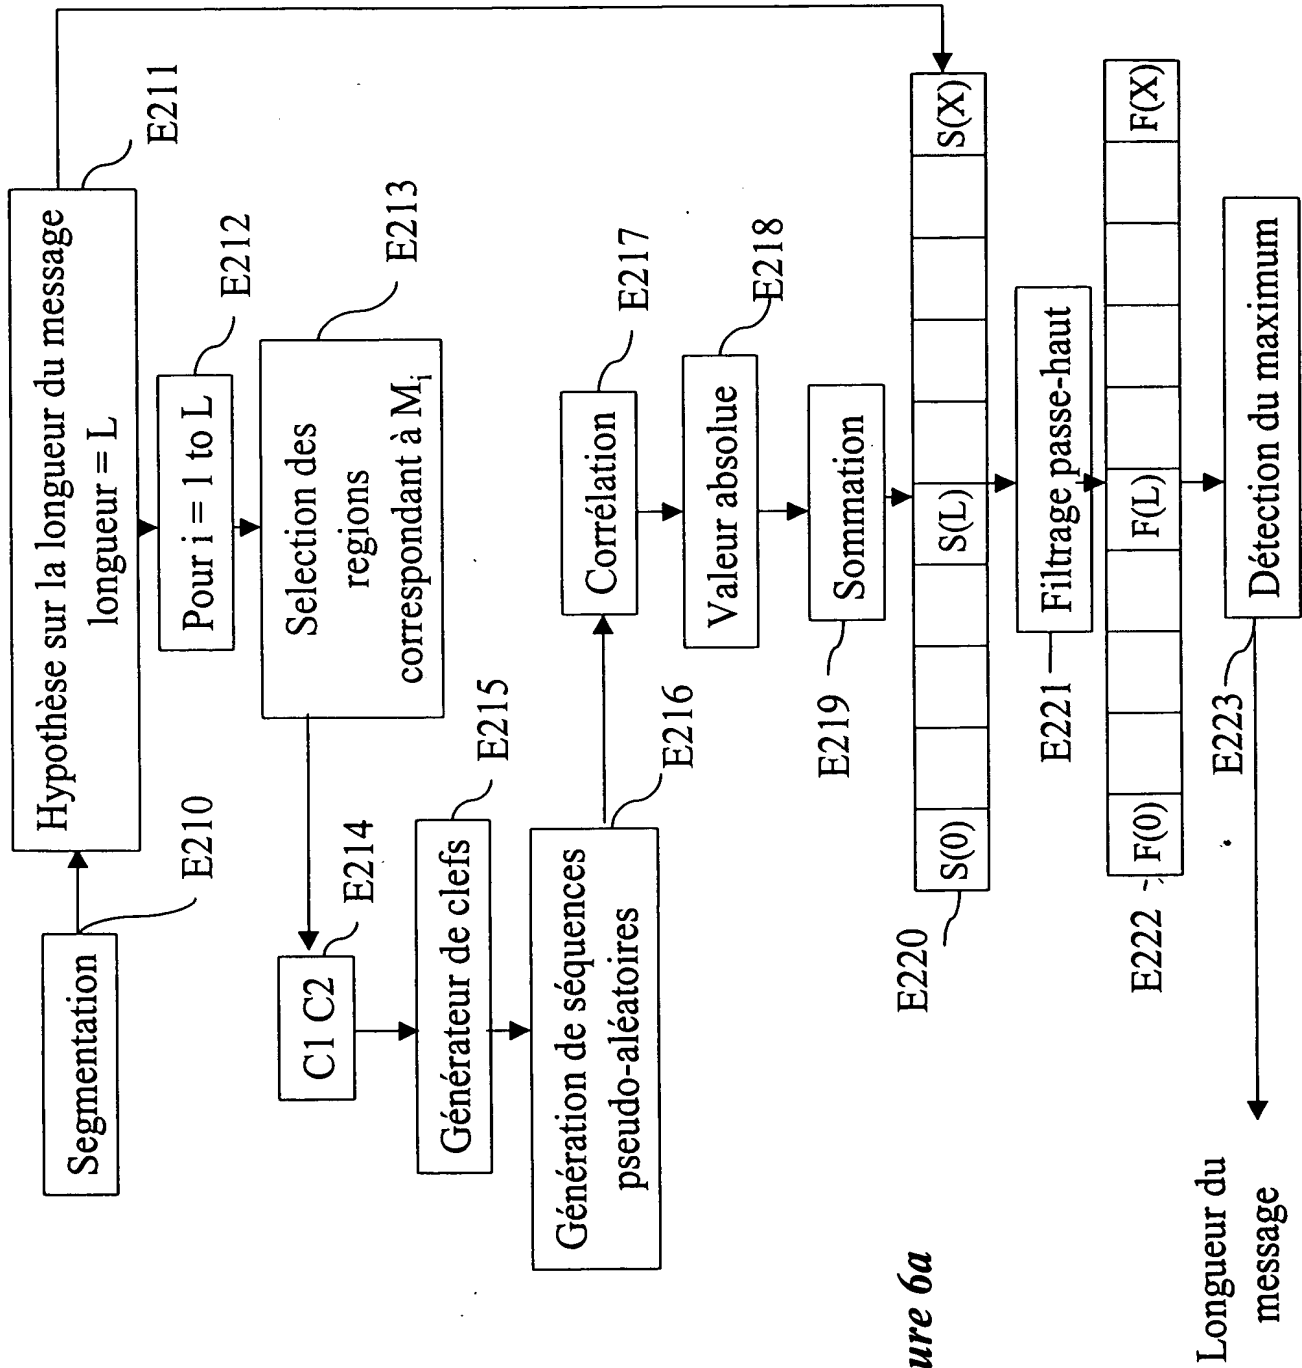 Segmentation
E210
Hypothèse sur la longueur du message
longueur = L
E211
Pour i = 1 to L
E212
Selection des
regions
correspondant à Mi
E213
C1 C2
E214
Générateur de clefs
E215
Génération de séquences
pseudo-aléatoires
E216
Corrélation
E217
Valeur absolue
E218
Sommation
E219
S(0)
S(L)
S(X)
E220
Filtrage passe-haut
E221
F(0)
F(L)
F(X)
E222
Détection du maximum
E223
Longueur du
message
ure 6a